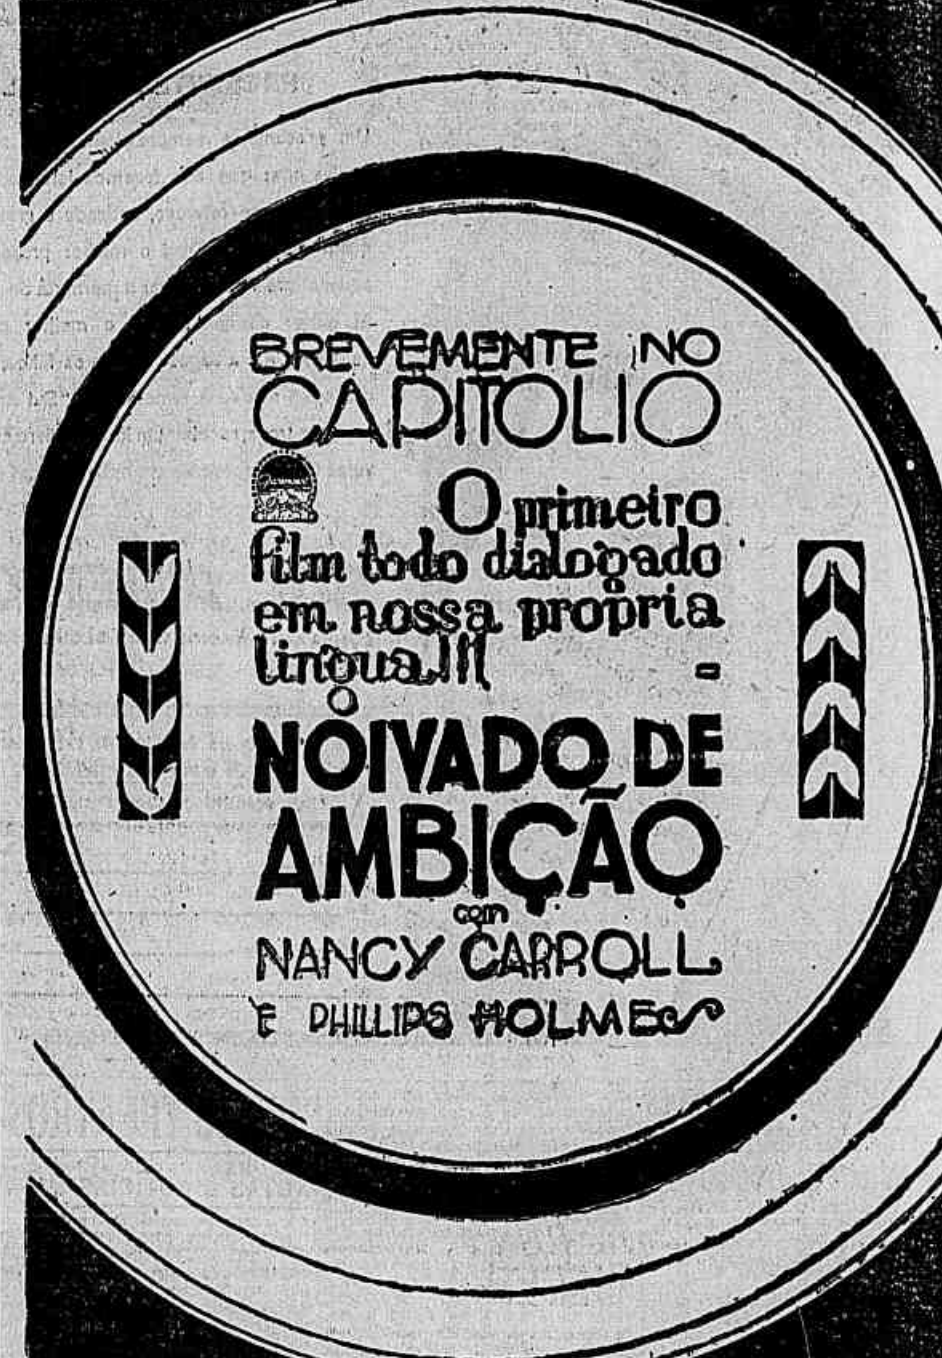 BREVEMENTE NO
CAPITOLIO
Paramount
O primeiro
film todo dialogado
em nossa propria
lingua!!! =
NOIVADO DE
AMBIÇÃO
com
NANCY CARROLL
E PHILLIPS HOLMES